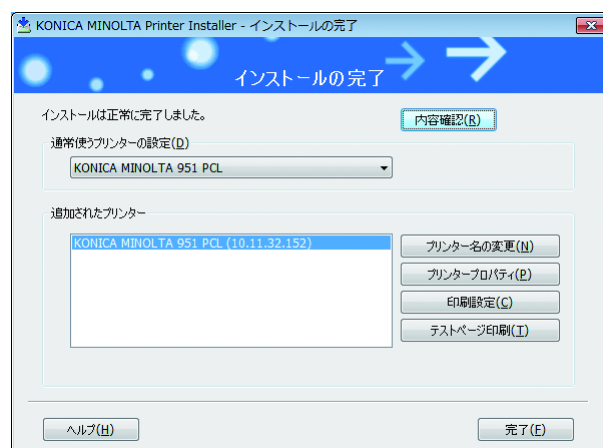 KONICA MINOLTA Printer Installer - インストールの完了
インストールの完了
インストールは正常に完了しました。
内容確認(R)
通常使うプリンターの設定(D)
KONICA MINOLTA 951 PCL
追加されたプリンター
KONICA MINOLTA 951 PCL (10.11.32.152)
プリンター名の変更(N)
プリンタープロパティ(P)
印刷設定(C)
テストページ印刷(T)
ヘルプ(H)
完了(F)